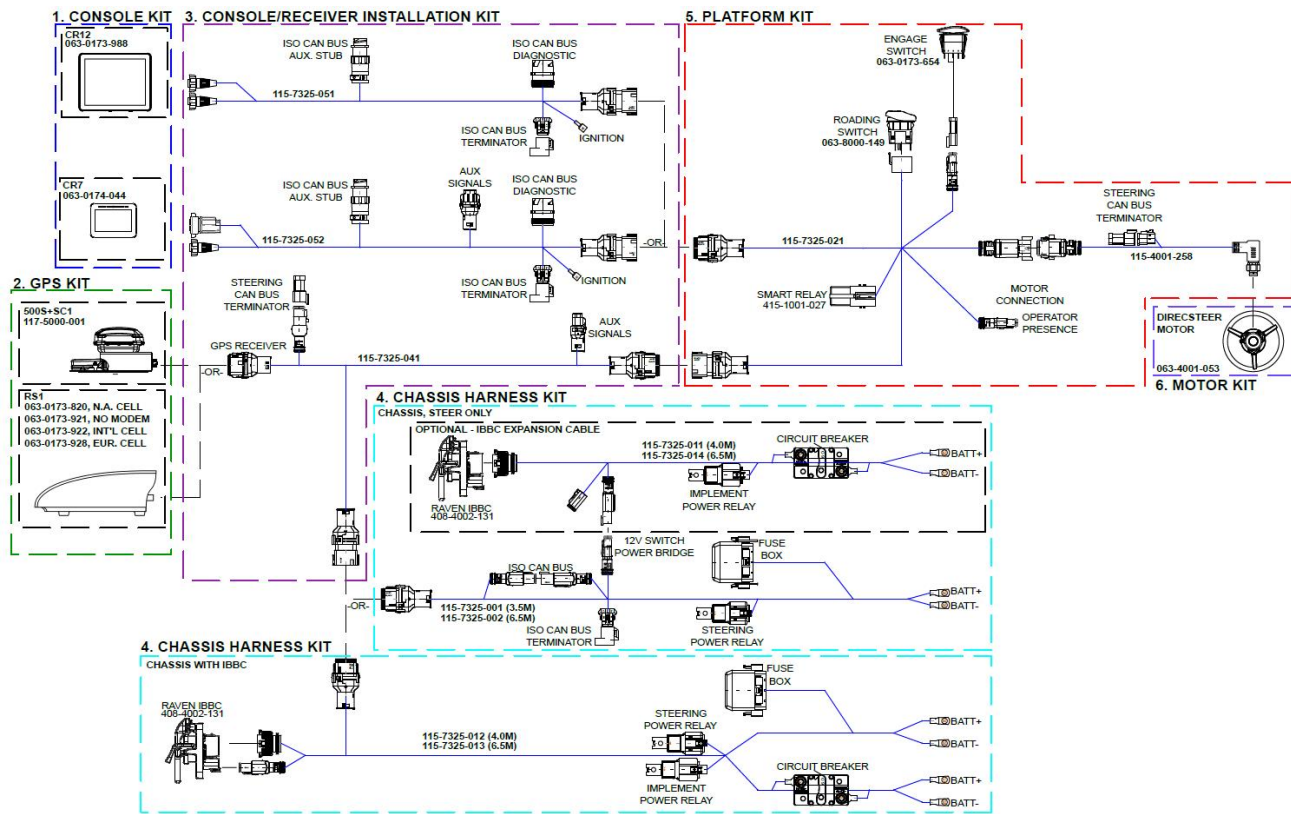 1. CONSOLE KIT
CR12
063-0173-988
CR7
063-0174-044
2. GPS KIT
500S+SC1
117-5000-001
RS1
063-0173-820, N.A. CELL
063-0173-921, NO MODEM
063-0173-922, INT'L CELL
063-0173-928, EUR. CELL
3. CONSOLE/RECEIVER INSTALLATION KIT
ISO CAN BUS
AUX. STUB
ISO CAN BUS
DIAGNOSTIC
115-7325-051
ISO CAN BUS
TERMINATOR
IGNITION
ISO CAN BUS
AUX. STUB
AUX
SIGNALS
ISO CAN BUS
DIAGNOSTIC
115-7325-052
-OR-
ISO CAN BUS
TERMINATOR
IGNITION
STEERING
CAN BUS
TERMINATOR
AUX
SIGNALS
GPS RECEIVER
115-7325-041
-OR-
5. PLATFORM KIT
ENGAGE
SWITCH
063-0173-654
ROADING
SWITCH
063-8000-149
STEERING
CAN BUS
TERMINATOR
115-7325-021
115-4001-258
SMART RELAY
415-1001-027
MOTOR
CONNECTION
OPERATOR
PRESENCE
DIRECSTEER
MOTOR
063-4001-053
6. MOTOR KIT
4. CHASSIS HARNESS KIT
CHASSIS, STEER ONLY
OPTIONAL - IBBC EXPANSION CABLE
115-7325-011 (4.0M)
115-7325-014 (6.5M)
CIRCUIT BREAKER
BATT+
BATT-
RAVEN IBBC
408-4002-131
IMPLEMENT
POWER RELAY
12V SWITCH
POWER BRIDGE
FUSE
BOX
ISO CAN BUS
-OR-
115-7325-001 (3.5M)
115-7325-002 (6.5M)
ISO CAN BUS
TERMINATOR
STEERING
POWER RELAY
BATT+
BATT-
4. CHASSIS HARNESS KIT
CHASSIS WITH IBBC
RAVEN IBBC
408-4002-131
115-7325-012 (4.0M)
115-7325-013 (6.5M)
FUSE
BOX
STEERING
POWER RELAY
BATT+
BATT-
IMPLEMENT
POWER RELAY
CIRCUIT BREAKER
BATT+
BATT-